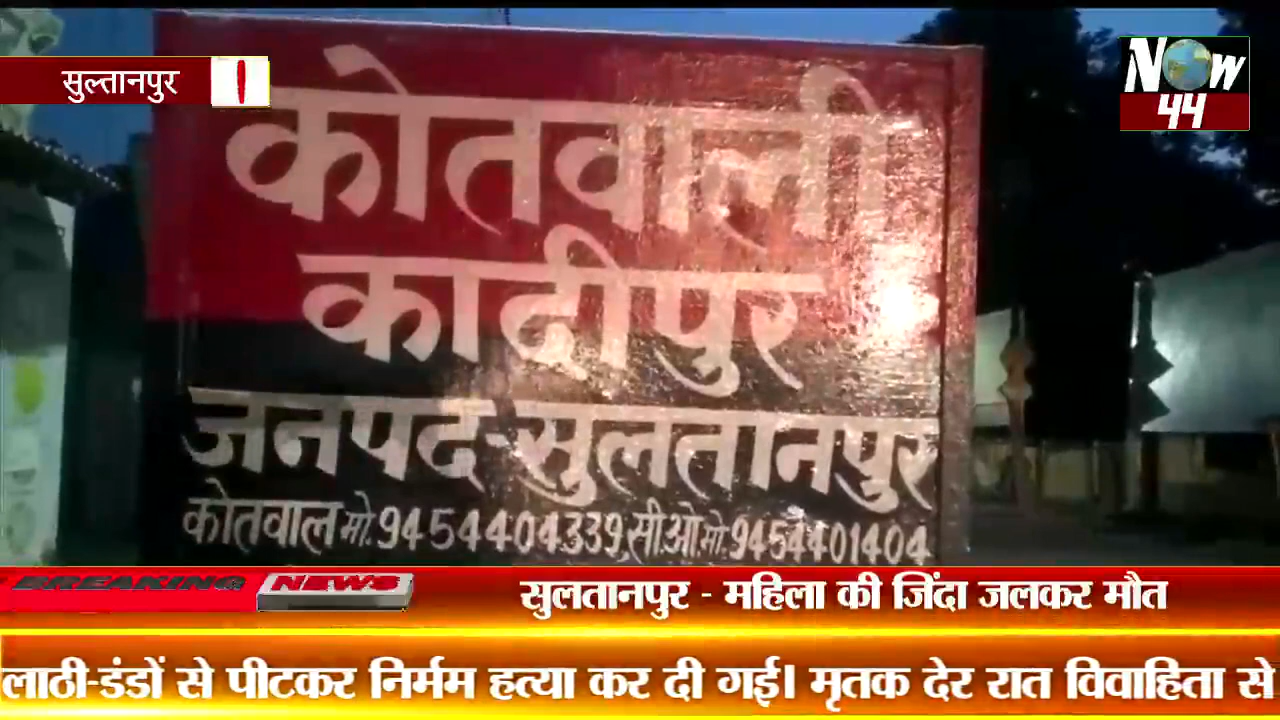 सुल्तानपुर
Now
44
कोतवाली
कादीपुर
जनपद-सुलतानपुर
कोतवाल मो. 9454404339, सी.ओ. मो. 9454401404
BREAKING NEWS
सुलतानपुर - महिला की जिंदा जलकर मौत
लाठी-डंडों से पीटकर निर्मम हत्या कर दी गई। मृतक देर रात विवाहिता से